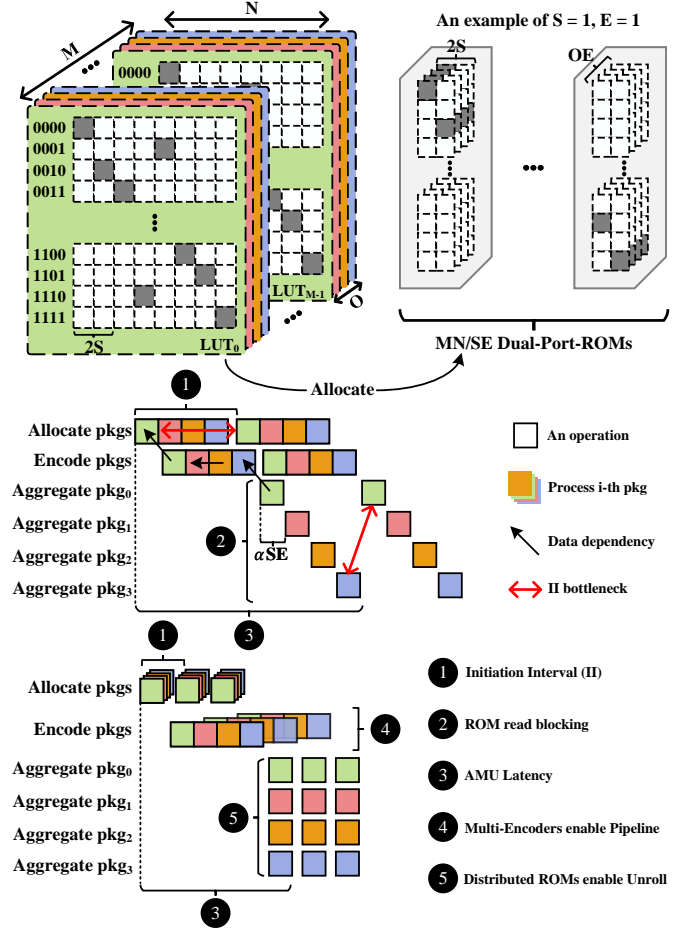 N
An example of S = 1, E = 1
M
2S
OE
0000
0000
0001
0010
0011
1100
1101
1110
1111
2S
LUT0
LUTM-1
O
MN/SE Dual-Port-ROMs
Allocate
1
Allocate pkgs
Encode pkgs
Aggregate pkg0
Aggregate pkg1
Aggregate pkg2
Aggregate pkg3
2
αSE
3
An operation
Process i-th pkg
Data dependency
II bottleneck
1
Allocate pkgs
Encode pkgs
4
Aggregate pkg0
Aggregate pkg1
Aggregate pkg2
Aggregate pkg3
5
3
1 Initiation Interval (II)
2 ROM read blocking
3 AMU Latency
4 Multi-Encoders enable Pipeline
5 Distributed ROMs enable Unroll